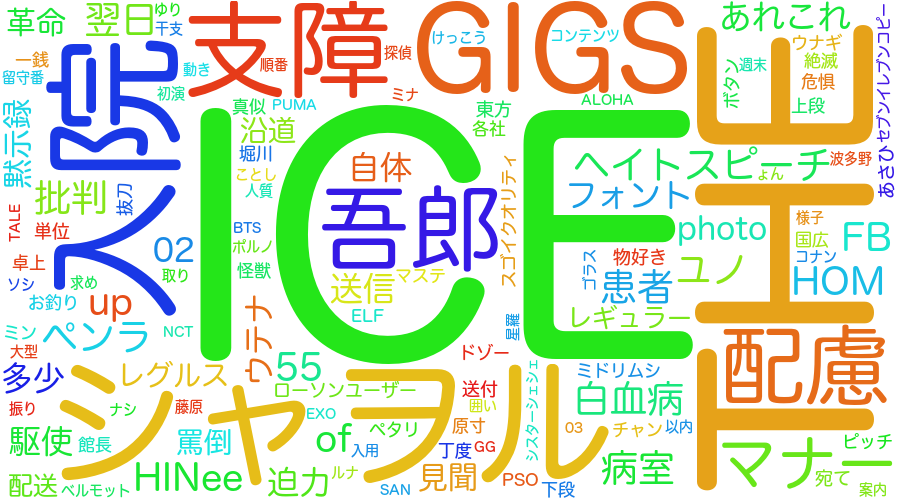 革命
翌日
ゆり
干支
支障
探偵
順番
GIGS
けっこう
コンテンツ
あれこれ
セブンイレブンコピー
一銭
留守番
動き
初演
入院
ミナ
ウナギ
絶滅
危惧
上段
ボタン
週末
THE
黙示録
真似
PUMA
沿道
堀川
ことし
人質
東方
各社
ALOHA
あさひ
ICE
自体
吾郎
ヘイトスピーチ
ょん
波多野
批判
抜刀
フォント
スゴイクオリティ
TALE
単位
BTS
ポルノ
怪獣
photo
様子
国広
コナン
FB
02
卓上
ソシ
求め
取り
お釣り
up
送信
マステ
ELF
ゴラス
物好き
患者
ユノ
HOM
星羅
レギュラー
ミン
大型
ペンラ
NCT
ウテナ
55
ドゾー
配慮
多少
シャヲル
レグルス
ローソンユーザー
送付
囲い
シスターシェシェ
ミドリムシ
白血病
振り
ナシ
藤原
EXO
ペタリ
原寸
03
チャン
以内
マナー
ピッチ
駆使
館長
罵倒
of
入用
丁度
GG
病室
配送
ベルモット
HINee
迫力
ルナ
SAN
見聞
PSO
下段
宛て
案内